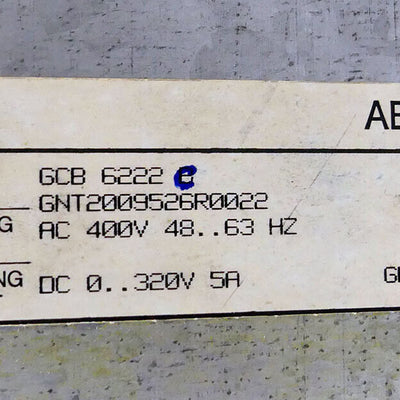 AB
GCB 6222 C
GNT2009526R0022
G AC 400V 48..63 HZ
NG DC 0..320V 5A G